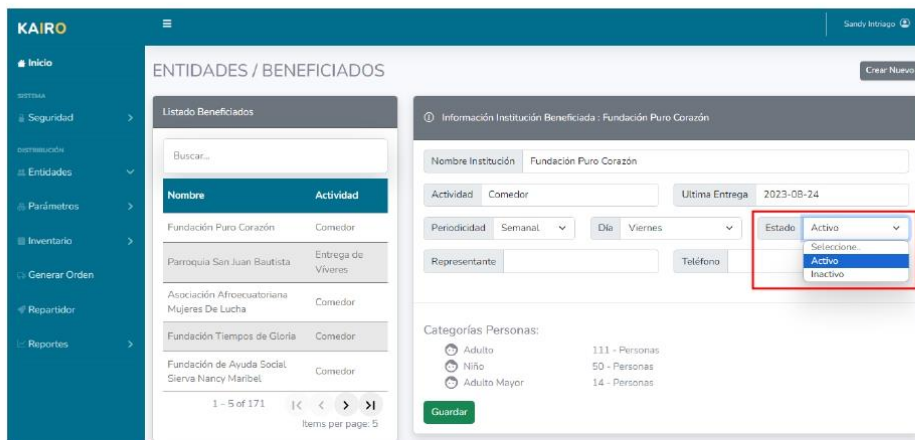 KAIRO
Sandy Intriago
Inicio
SISTEMA
Seguridad
DISTRIBUCIÓN
Entidades
Parámetros
Inventario
Generar Orden
Repartidor
Reportes
ENTIDADES / BENEFICIADOS
Crear Nuevo
Listado Beneficiados
Buscar...
Nombre Actividad
Fundación Puro Corazón Comedor
Parroquia San Juan Bautista Entrega de
Víveres
Asociación Afroecuatoriana
Mujeres De Lucha Comedor
Fundación Tiempos de Gloria Comedor
Fundación de Ayuda Social
Sierva Nancy Maribel Comedor
1 – 5 of 171
Items per page: 5
Información Institución Beneficiada : Fundación Puro Corazón
Nombre Institución Fundación Puro Corazón
Actividad Comedor Ultima Entrega 2023-08-24
Periodicidad Semanal Día Viernes Estado Activo
Seleccione.
Activo
Inactivo
Representante Teléfono
Categorías Personas:
Adulto 111 - Personas
Niño 50 - Personas
Adulto Mayor 14 - Personas
Guardar